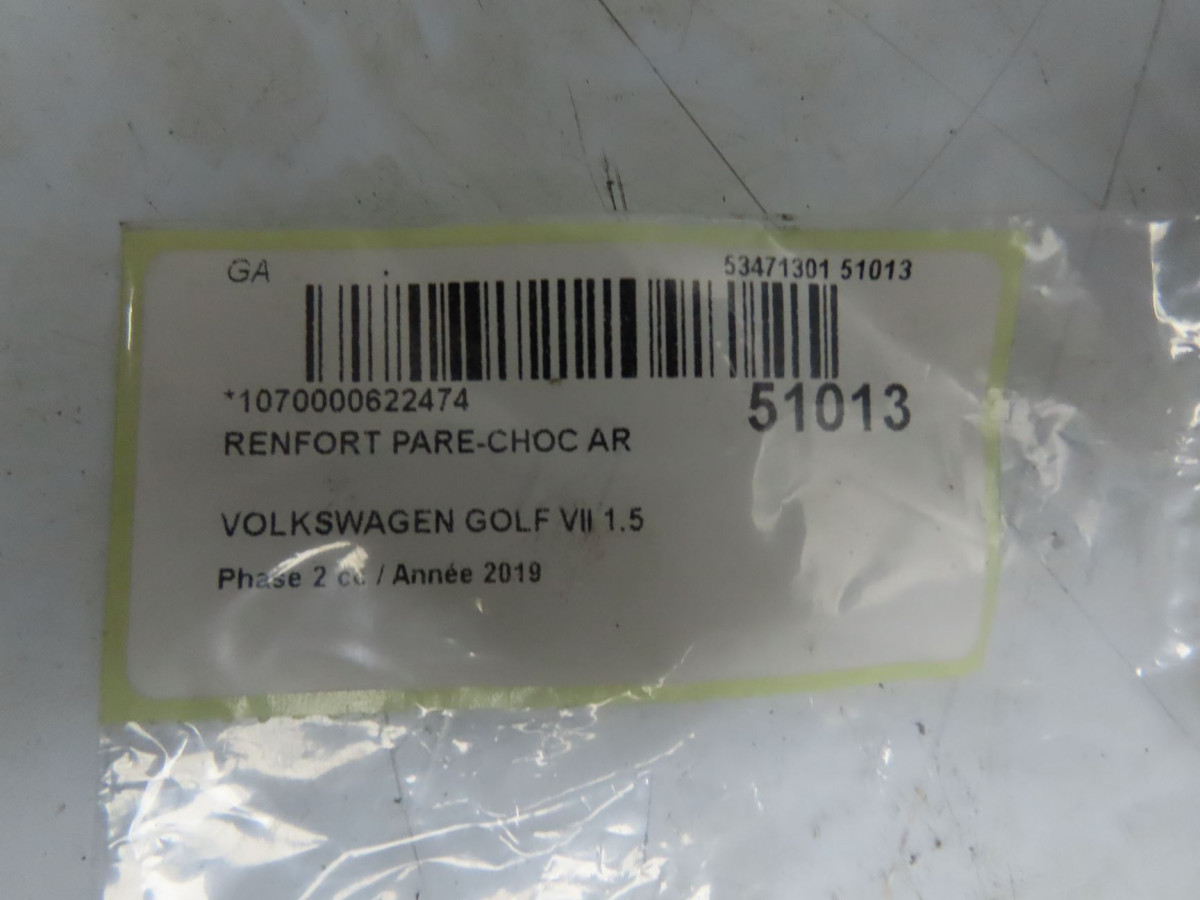 GA
53471301 51013
*1070000622474
51013
RENFORT PARE-CHOC AR
VOLKSWAGEN GOLF VII 1.5
Phase 2 / Année 2019